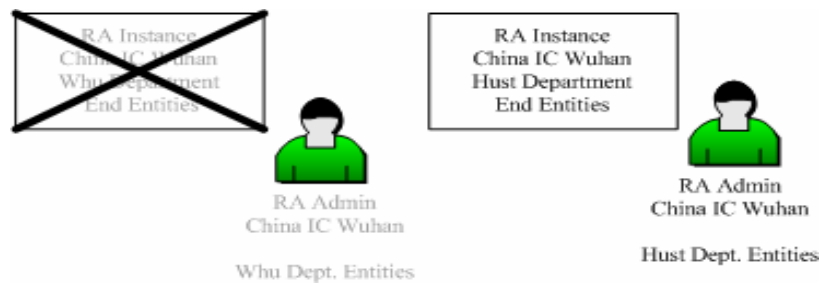 RA Instance
China IC Wuhan
Whu Department
End Entities
RA Admin
China IC Wuhan
Whu Dept. Entities
RA Instance
China IC Wuhan
Hust Department
End Entities
RA Admin
China IC Wuhan
Hust Dept. Entities